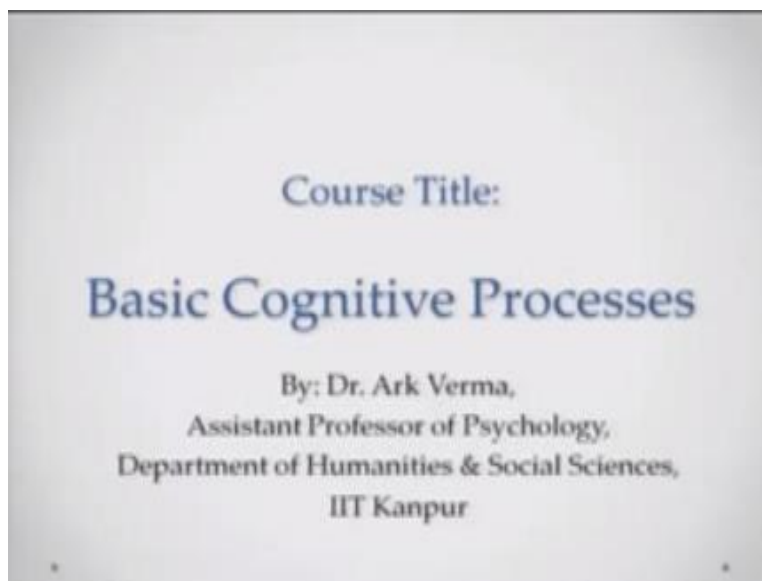 Course Title:
Basic Cognitive Processes
By: Dr. Ark Verma,
Assistant Professor of Psychology,
Department of Humanities & Social Sciences,
IIT Kanpur